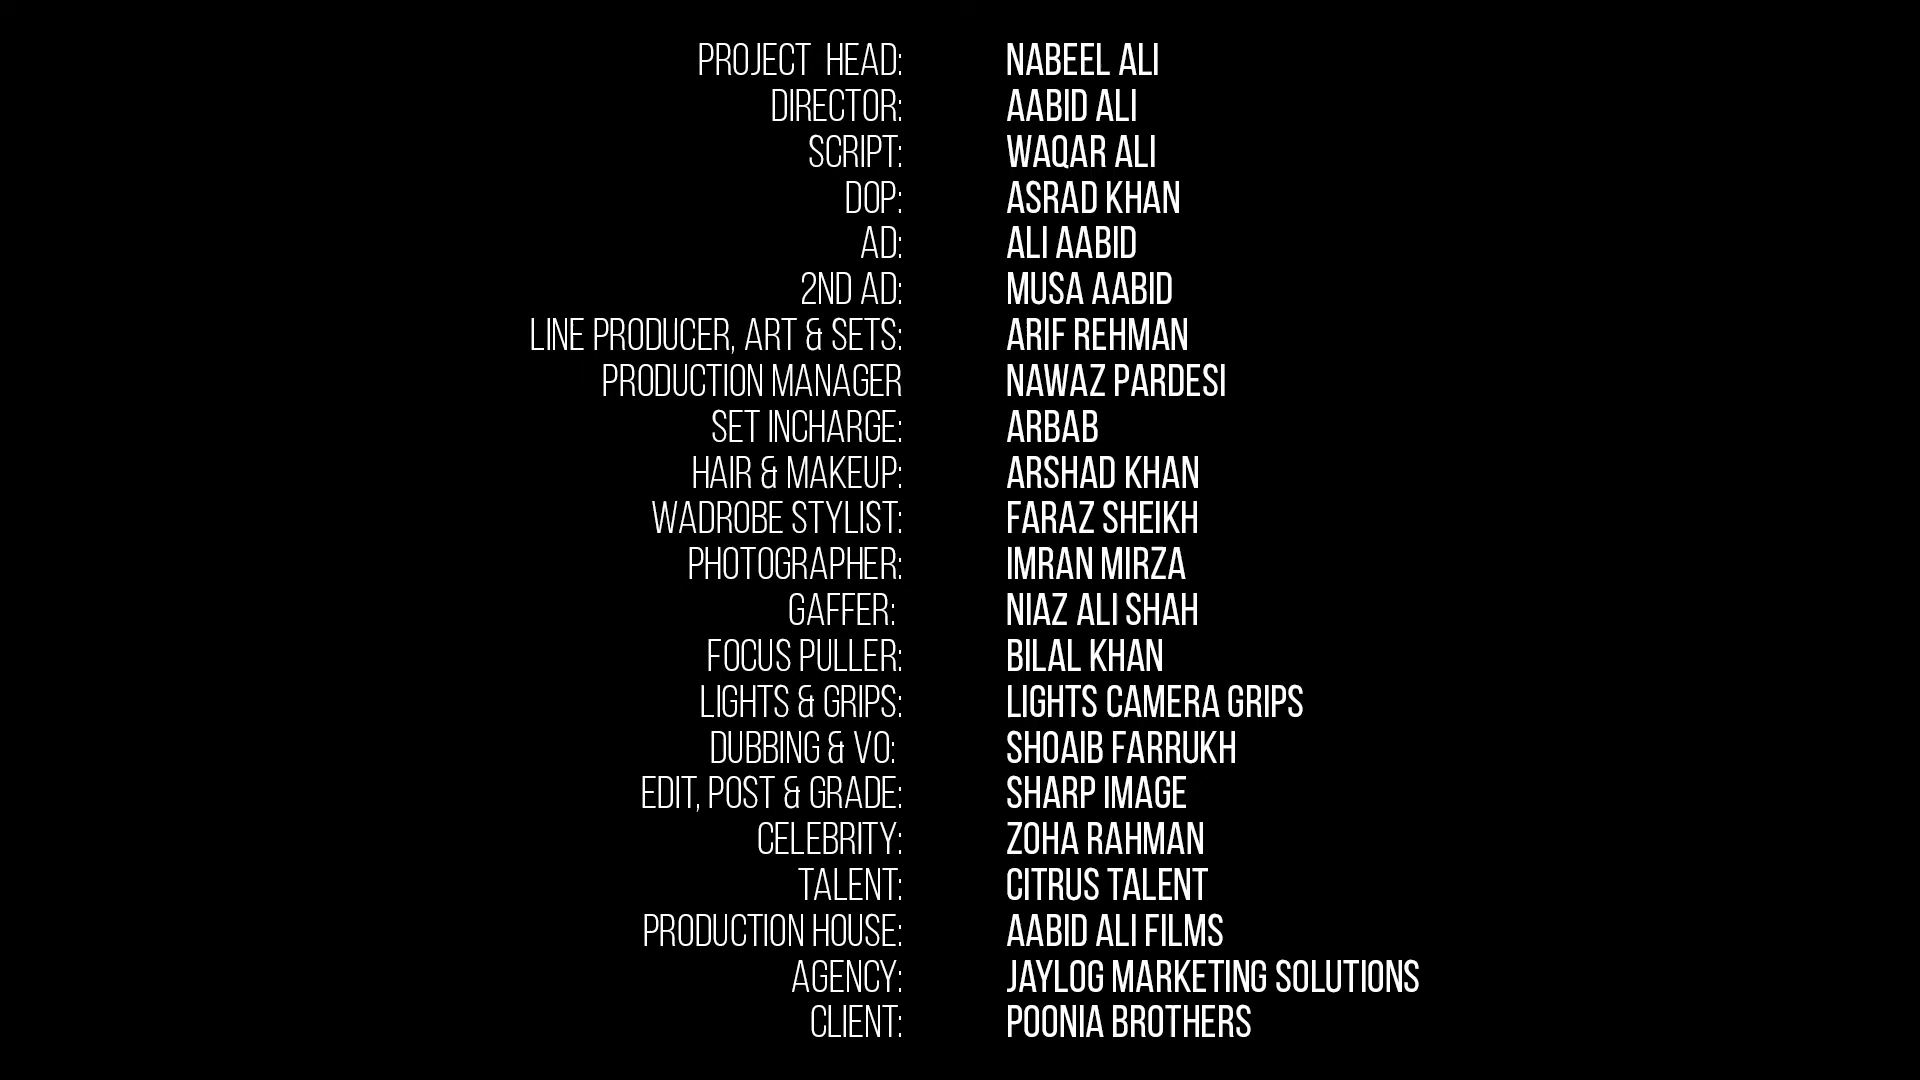 PROJECT  HEAD: NABEEL ALI
DIRECTOR: AABID ALI
SCRIPT: WAQAR ALI
DOP: ASRAD KHAN
AD: ALI AABID
2ND AD: MUSA AABID
LINE PRODUCER, ART & SETS: ARIF REHMAN
PRODUCTION MANAGER NAWAZ PARDESI
SET INCHARGE: ARBAB
HAIR & MAKEUP: ARSHAD KHAN
WADROBE STYLIST: FARAZ SHEIKH
PHOTOGRAPHER: IMRAN MIRZA
GAFFER: NIAZ ALI SHAH
FOCUS PULLER: BILAL KHAN
LIGHTS & GRIPS: LIGHTS CAMERA GRIPS
DUBBING & VO: SHOAIB FARRUKH
EDIT, POST & GRADE: SHARP IMAGE
CELEBRITY: ZOHA RAHMAN
TALENT: CITRUS TALENT
PRODUCTION HOUSE: AABID ALI FILMS
AGENCY: JAYLOG MARKETING SOLUTIONS
CLIENT: POONIA BROTHERS